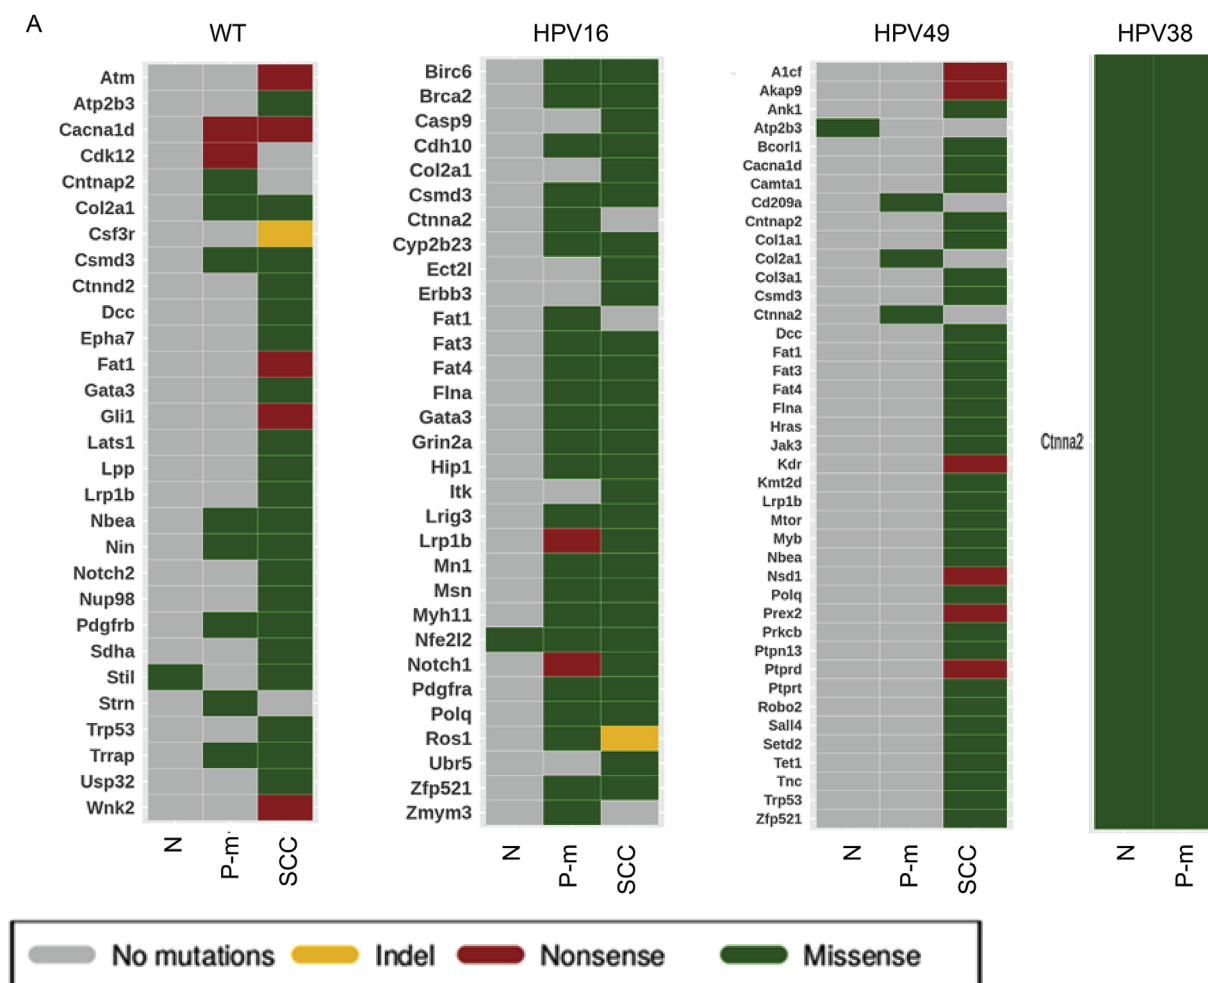 A
WT
HPV16
HPV49
HPV38
Atm
Atp2b3
Cacna1d
Cdk12
Cntnap2
Col2a1
Csf3r
Csmd3
Ctnnd2
Dcc
Epha7
Fat1
Gata3
Gli1
Lats1
Lpp
Lrp1b
Nbea
Nin
Notch2
Nup98
Pdgfrb
Sdha
Stil
Strn
Trp53
Trrap
Usp32
Wnk2
N
P-m
SCC
Birc6
Brca2
Casp9
Cdh10
Col2a1
Csmd3
Ctnna2
Cyp2b23
Ect2l
Erbb3
Fat1
Fat3
Fat4
Flna
Gata3
Grin2a
Hip1
Itk
Lrig3
Lrp1b
Mn1
Msn
Myh11
Nfe2l2
Notch1
Pdgfra
Polq
Ros1
Ubr5
Zfp521
Zmym3
N
P-m
SCC
A1cf
Akap9
Ank1
Atp2b3
Bcorl1
Cacna1d
Camta1
Cd209a
Cntnap2
Col1a1
Col2a1
Col3a1
Csmd3
Ctnna2
Dcc
Fat1
Fat3
Fat4
Flna
Hras
Jak3
Kdr
Kmt2d
Lrp1b
Mtor
Myb
Nbea
Nsd1
Polq
Prex2
Prkcb
Ptpn13
Ptprd
Ptprt
Robo2
Sall4
Setd2
Tet1
Tnc
Trp53
Zfp521
N
P-m
SCC
Ctnna2
N
P-m
No mutations
Indel
Nonsense
Missense